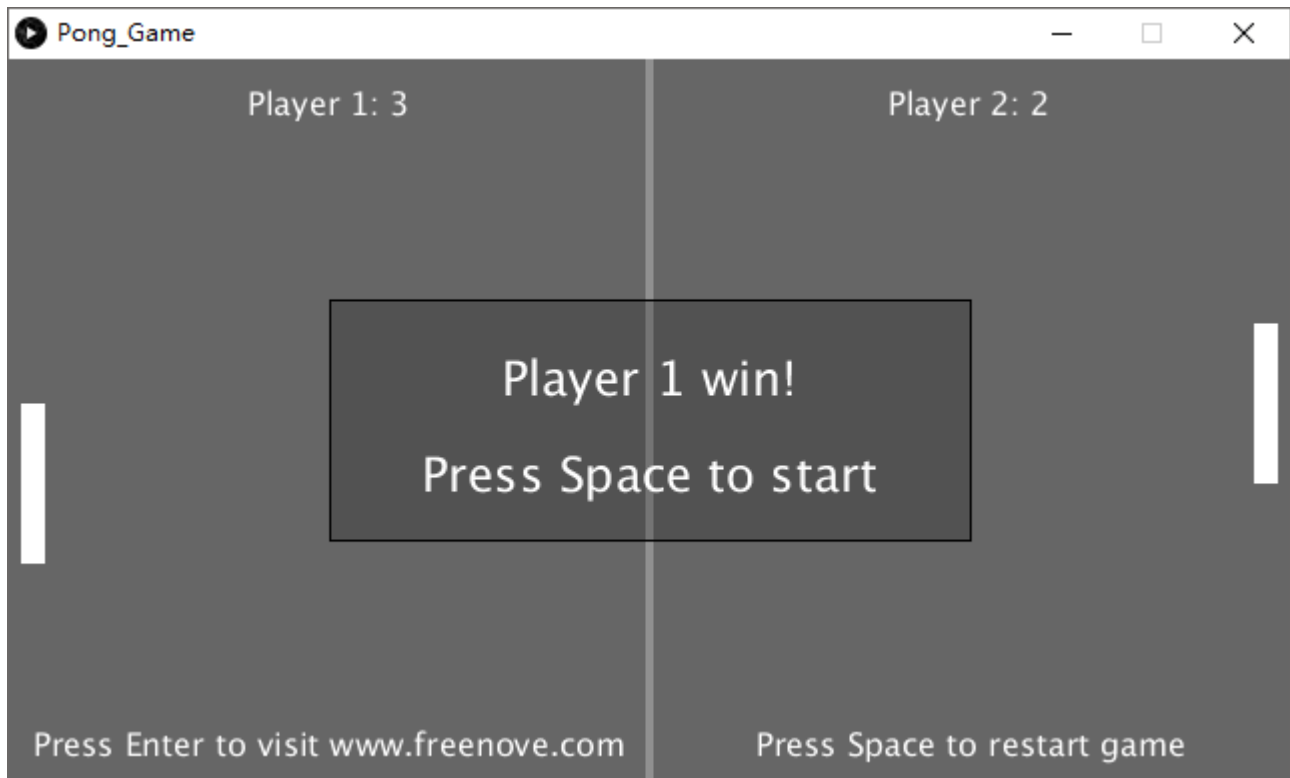 Pong_Game
Player 1: 3
Player 2: 2
Player 1 win!
Press Space to start
Press Enter to visit www.freenove.com
Press Space to restart game